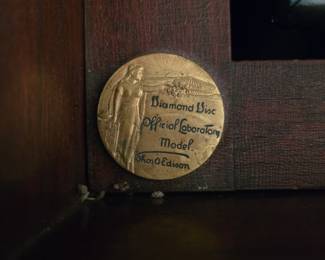 Diamond Disc
Official Laboratory
Model.
Thos A Edison